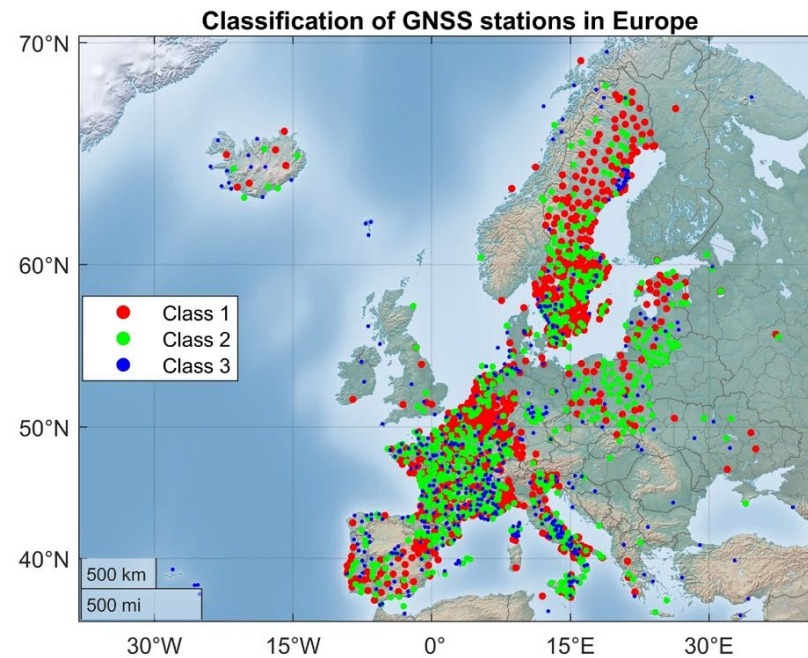 Classification of GNSS stations in Europe
70°N
60°N
50°N
40°N
Class 1
Class 2
Class 3
500 km
500 mi
30°W
15°W
0°
15°E
30°E